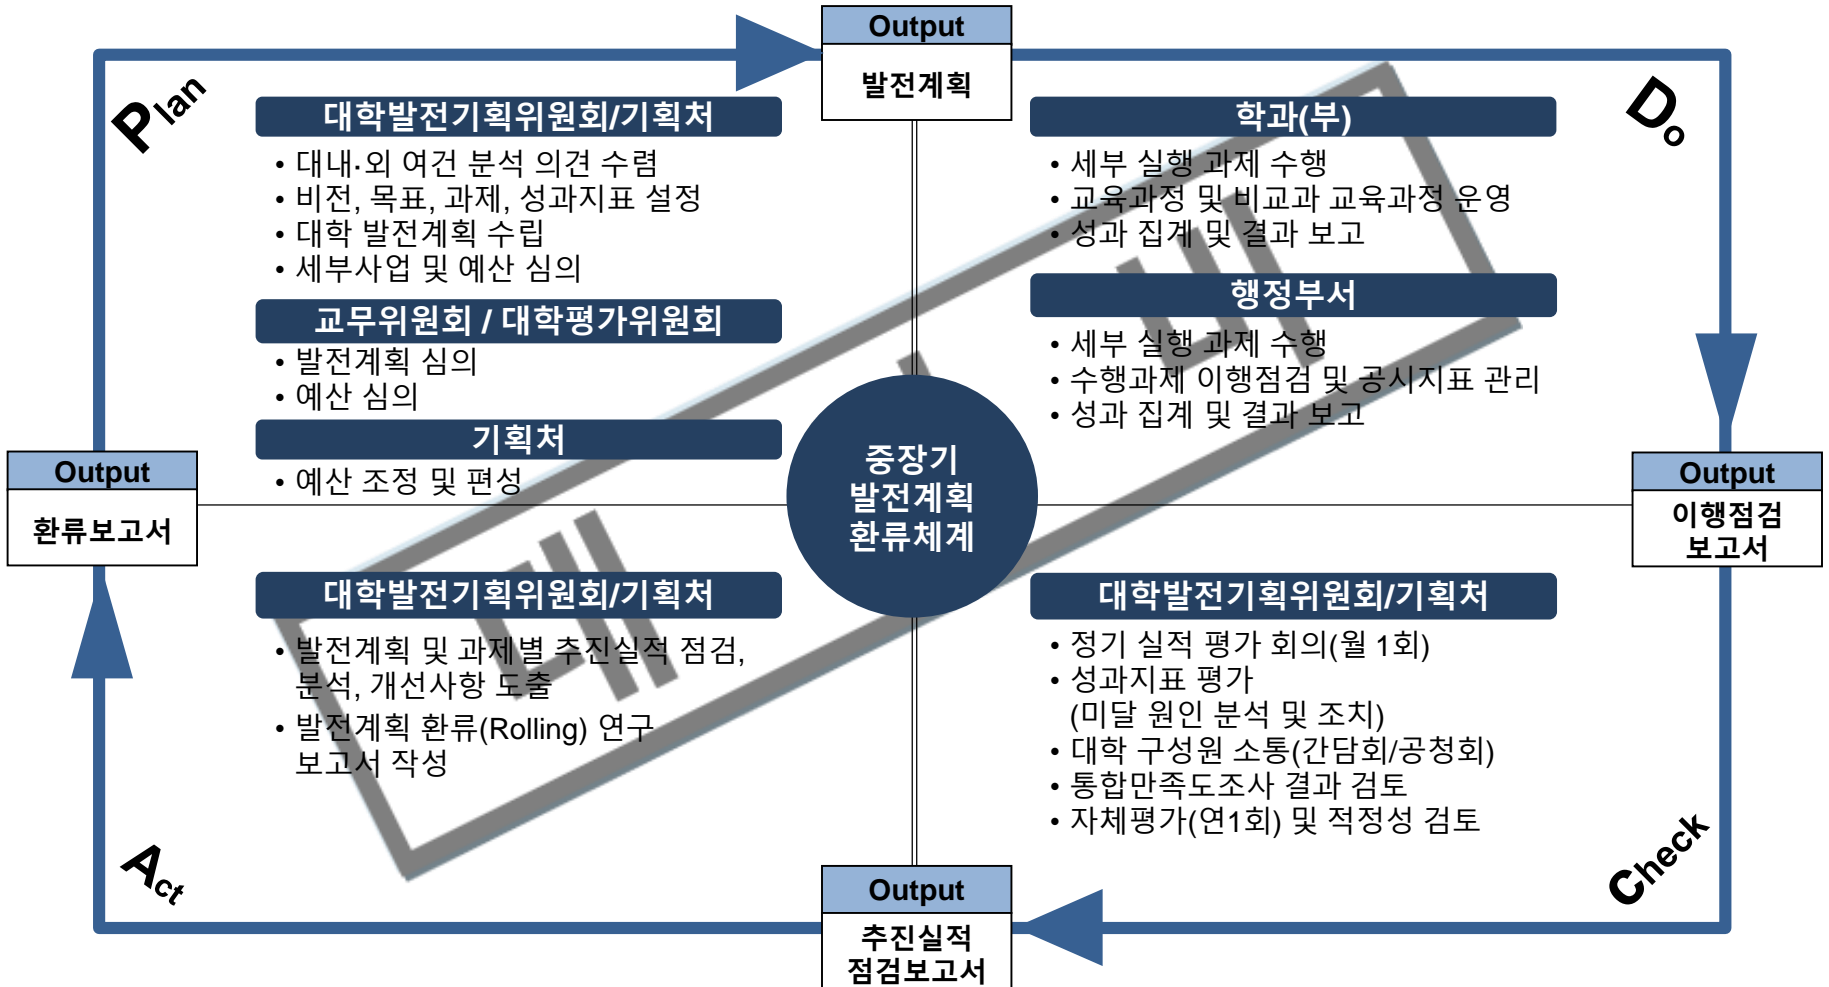 Output
발전계획
Plan
대학발전기획위원회/기획처
• 대내·외 여건 분석 의견 수렴
• 비전, 목표, 과제, 성과지표 설정
• 대학 발전계획 수립
• 세부사업 및 예산 심의
교무위원회 / 대학평가위원회
• 발전계획 심의
• 예산 심의
기획처
• 예산 조정 및 편성
Do
학과(부)
• 세부 실행 과제 수행
• 교육과정 및 비교과 교육과정 운영
• 성과 집계 및 결과 보고
행정부서
• 세부 실행 과제 수행
• 수행과제 이행점검 및 공시지표 관리
• 성과 집계 및 결과 보고
중장기
발전계획
환류체계
Output
환류보고서
Output
이행점검
보고서
대학발전기획위원회/기획처
• 발전계획 및 과제별 추진실적 점검,
분석, 개선사항 도출
• 발전계획 환류(Rolling) 연구
보고서 작성
Act
대학발전기획위원회/기획처
• 정기 실적 평가 회의(월 1회)
• 성과지표 평가
(미달 원인 분석 및 조치)
• 대학 구성원 소통(간담회/공청회)
• 통합만족도조사 결과 검토
• 자체평가(연1회) 및 적정성 검토
Check
Output
추진실적
점검보고서